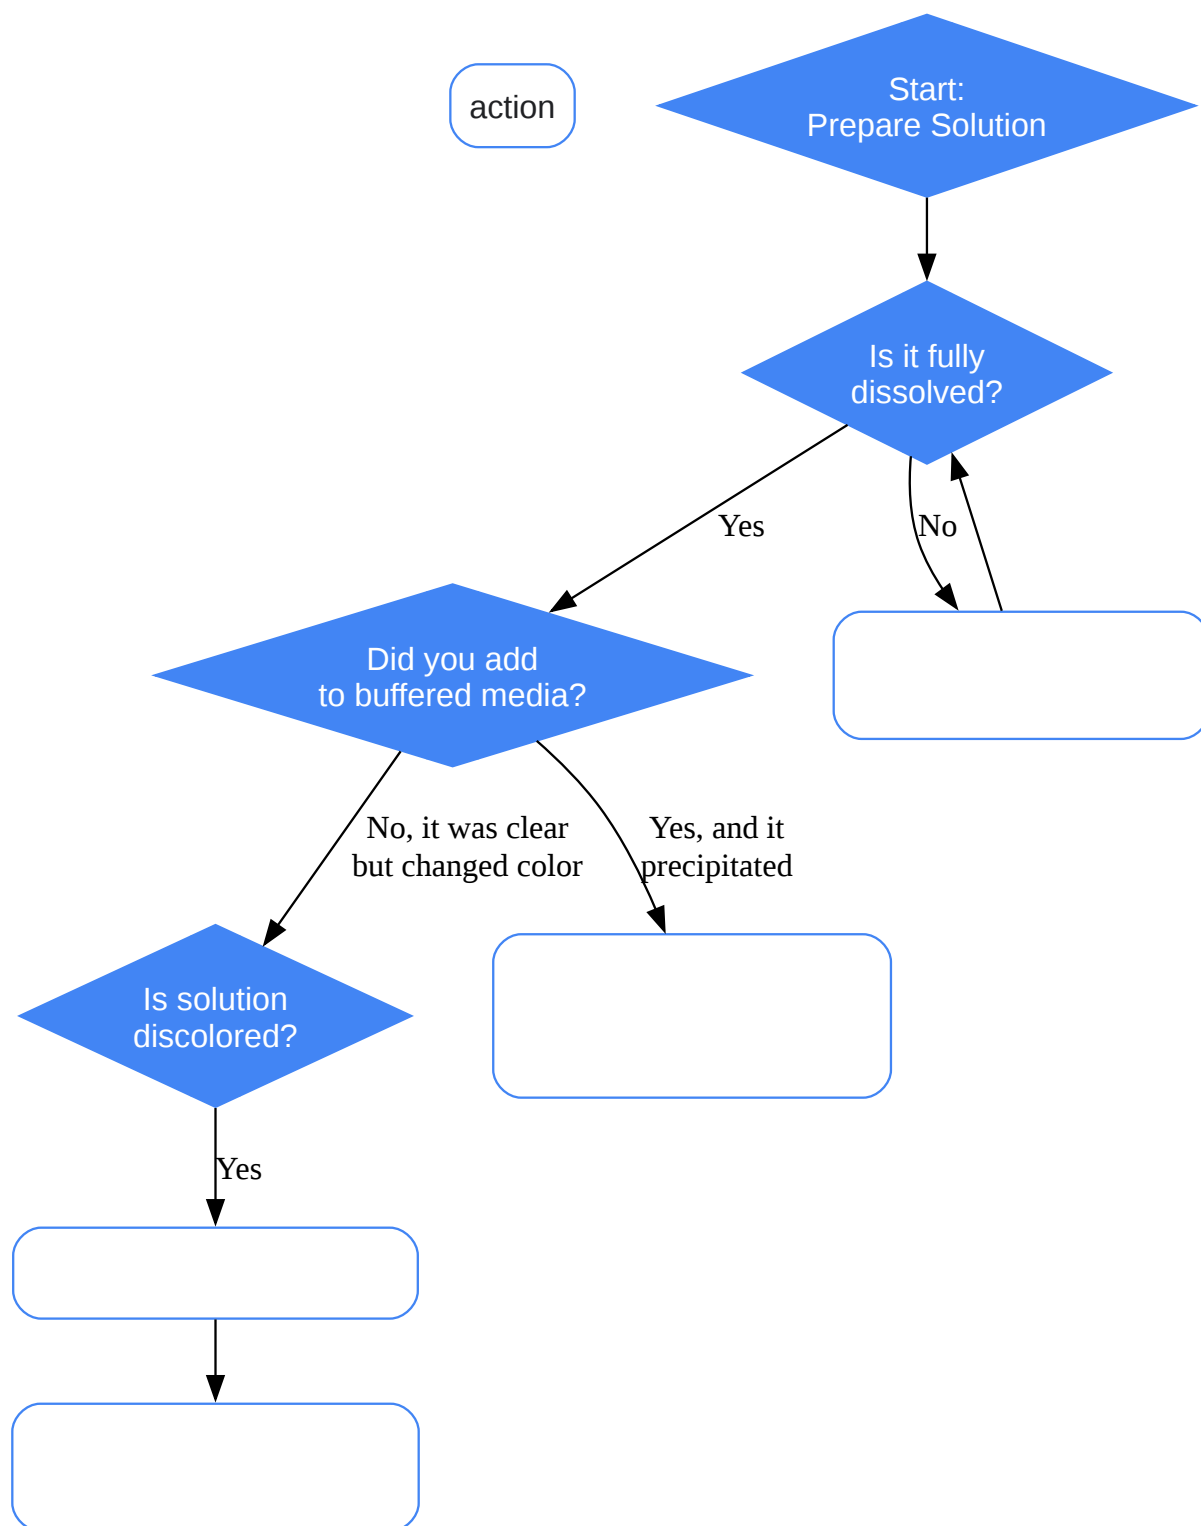 action
Start:
Prepare Solution
Is it fully
dissolved?
Yes
No
Did you add
to buffered media?
No, it was clear
but changed color
Yes, and it
precipitated
Is solution
discolored?
Yes